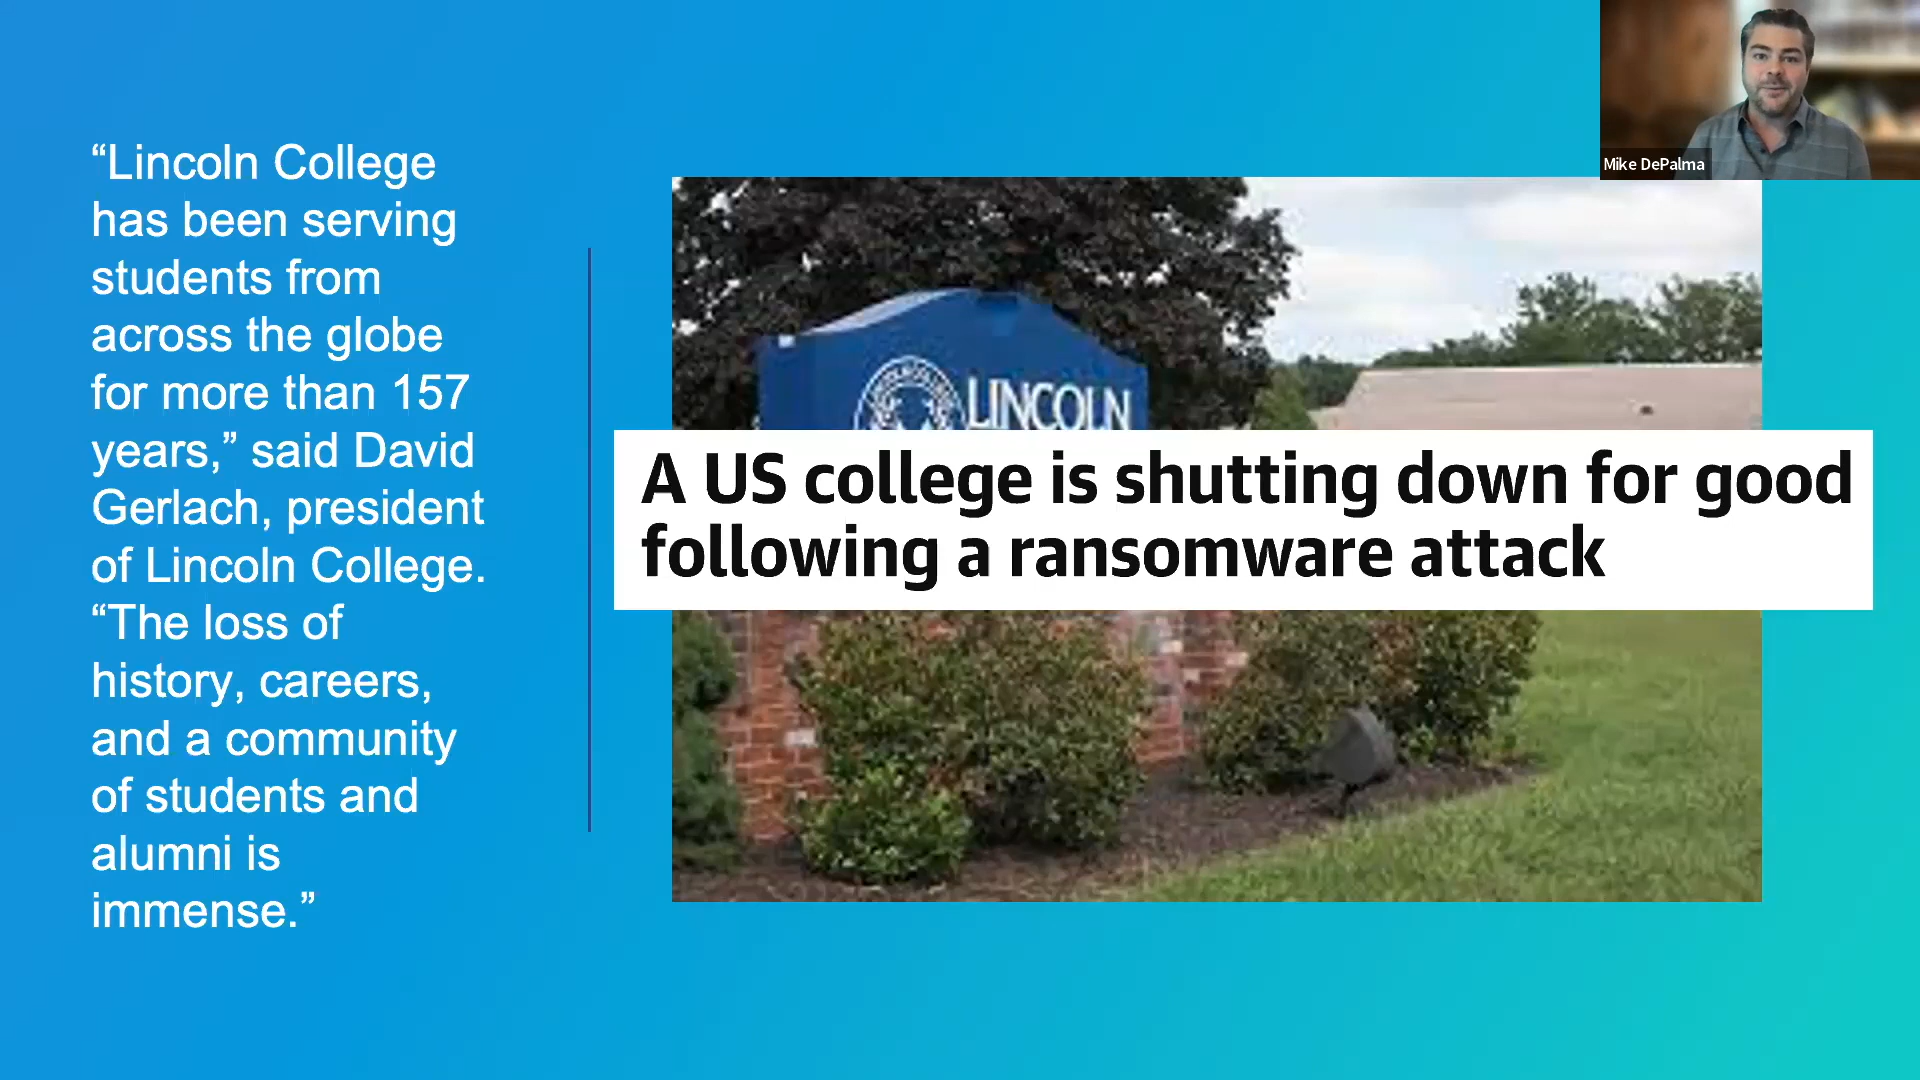 Mike DePalma
“Lincoln College
has been serving
students from
across the globe
for more than 157
years,” said David
Gerlach, president
of Lincoln College.
“The loss of
history, careers,
and a community
of students and
alumni is
immense.”
LINCOLN
A US college is shutting down for good
following a ransomware attack